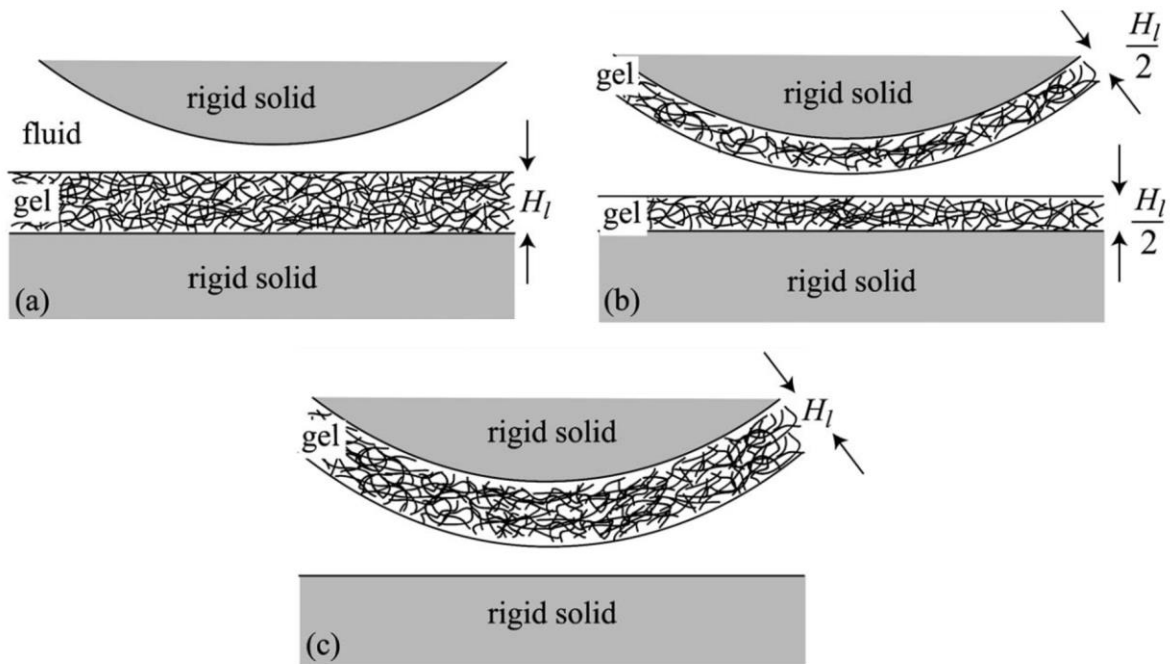 rigid solid
fluid
gel
H_l
rigid solid
(a)
gel
rigid solid
H_l/2
gel
H_l/2
rigid solid
(b)
gel
rigid solid
H_l
rigid solid
(c)